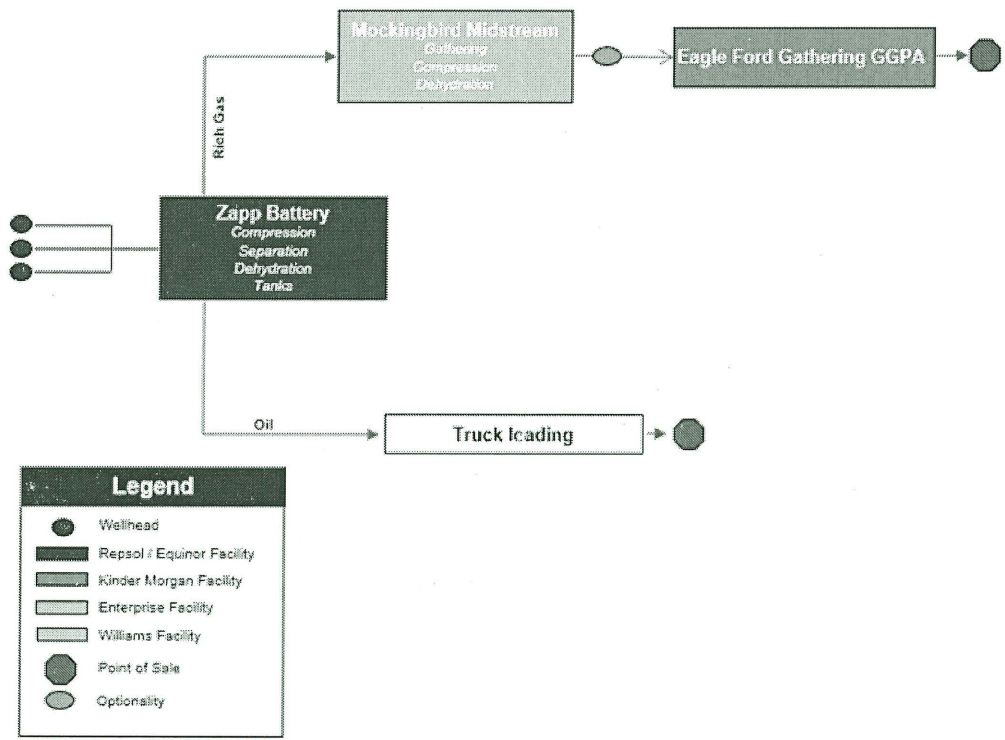 Mockingbird Midstream
Gathering
Compression
Dehydration
Eagle Ford Gathering GGPA
Rich Gas
Zapp Battery
Compression
Separation
Dehydration
Tanks
Oil
Truck loading
Legend
Wellhead
Repsol / Equinor Facility
Kinder Morgan Facility
Enterprise Facility
Williams Facility
Point of Sale
Optionality